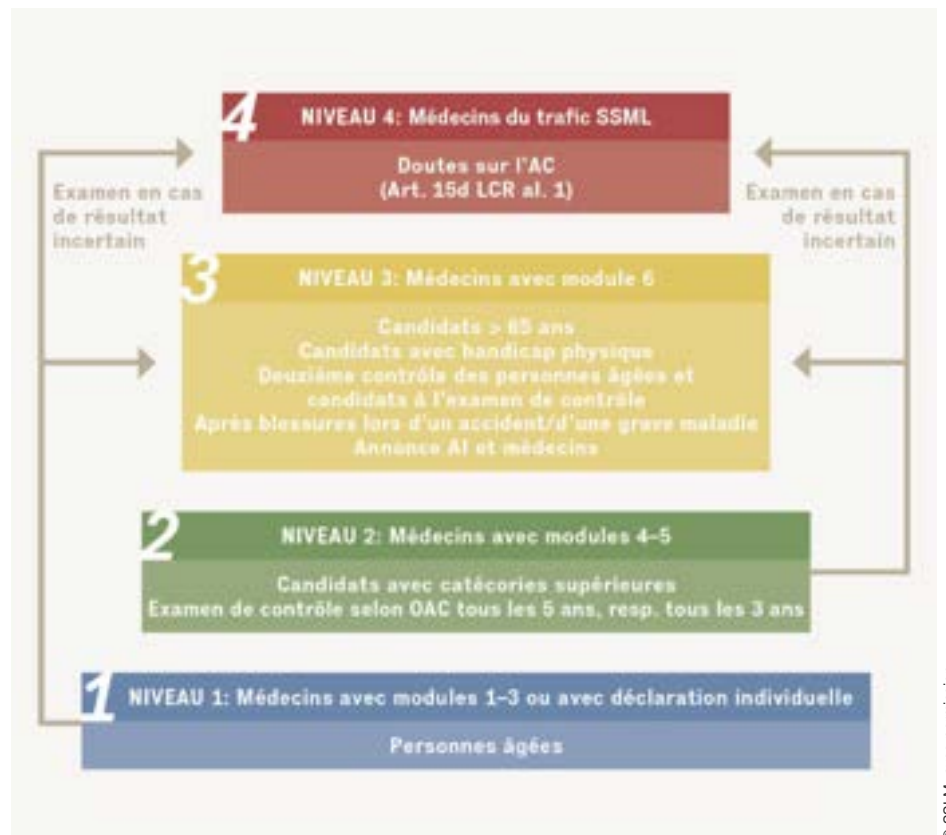 4
NIVEAU 4: Médecins du trafic SSML
Doutes sur l'AC
(Art. 15d LCR al. 1)
Examen en cas
de résultat
incertain
Examen en cas
de résultat
incertain
3
NIVEAU 3: Médecins avec module 6
Candidats > 65 ans
Candidats avec handicap physique
Deuxième contrôla des personnes âgées et
candidats à l'examen de contrôle
Après blessures lors d'un accident/d'une grave maladie
Annonce AI et médecins
2
NIVEAU 2: Médecins avec modules 4–5
Candidats avec catécories supérieures
Examen de contrôle selon OAC tous les 5 ans, resp. tous les 3 ans
1
NIVEAU 1: Médecins avec modules 1–3 ou avec déclaration individuelle
Personnes âgées